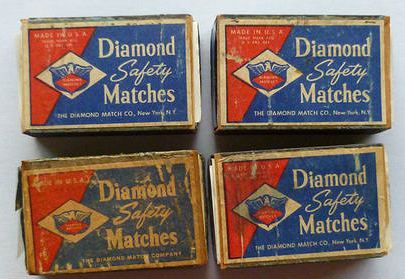 MADE IN U.S.A.
Diamond
Safety
Matches
THE DIAMOND MATCH CO., New York, N.Y.
MADE IN U.S.A.
Diamond
Safety
Matches
THE DIAMOND MATCH CO., New York, N.Y.
MADE IN U.S.A.
Diamond
Safety
Matches
THE DIAMOND MATCH COMPANY
MADE IN U.S.A.
Diamond
Safety
Matches
THE DIAMOND MATCH CO., New York, N.Y.